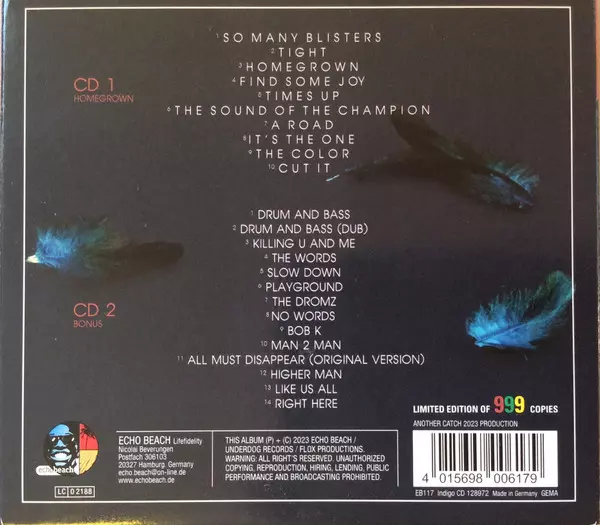 CD 1
HOMEGROWN
1 SO MANY BLISTERS
2 TIGHT
3 HOMEGROWN
4 FIND SOME JOY
5 TIMES UP
6 THE SOUND OF THE CHAMPION
7 A ROAD
8 IT'S THE ONE
9 THE COLOR
10 CUT IT
CD 2
BONUS
1 DRUM AND BASS
2 DRUM AND BASS (DUB)
3 KILLING U AND ME
4 THE WORDS
5 SLOW DOWN
6 PLAYGROUND
7 THE DROMZ
8 NO WORDS
9 BOB K
10 MAN 2 MAN
11 ALL MUST DISAPPEAR (ORIGINAL VERSION)
12 HIGHER MAN
13 LIKE US ALL
14 RIGHT HERE
echobeach
LC 02188
ECHO BEACH Lifefidelity
Nicolai Beverungen
Postfach 306103
20327 Hamburg. Germany
echo.beach@on-line.de
www.echobeach.de
THIS ALBUM (P) + (C) 2023 ECHO BEACH /
UNDERDOG RECORDS / FLOX PRODUCTIONS.
WARNING: ALL RIGHT'S RESERVED. UNAUTHORIZED
COPYING, REPRODUCTION, HIRING, LENDING, PUBLIC
PERFORMANCE AND BROADCASTING PROHIBITED.
LIMITED EDITION OF 999 COPIES
ANOTHER CATCH 2023 PRODUCTION
4 015698 006179
EB117 Indigo CD 128972 Made in Germany GEMA